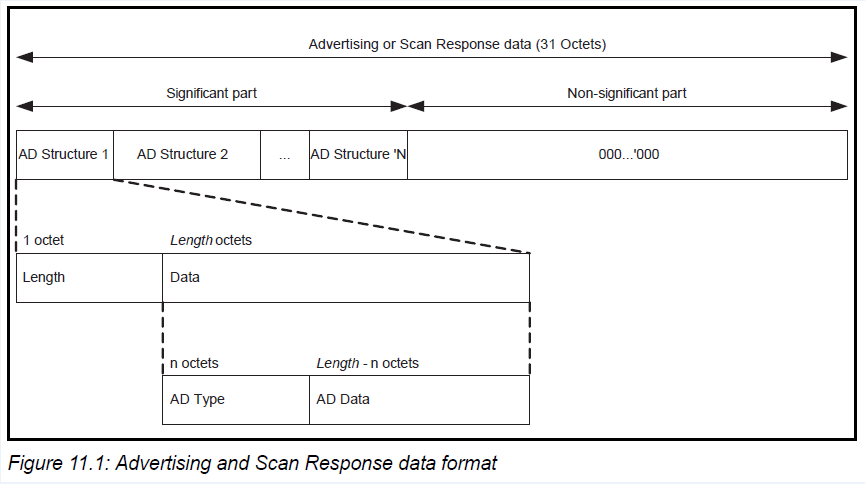 Advertising or Scan Response data (31 Octets)
Significant part Non-significant part
AD Structure 1 AD Structure 2 ... AD Structure 'N 000...'000
1 octet Length octets
Length Data
n octets Length - n octets
AD Type AD Data
Figure 11.1: Advertising and Scan Response data format